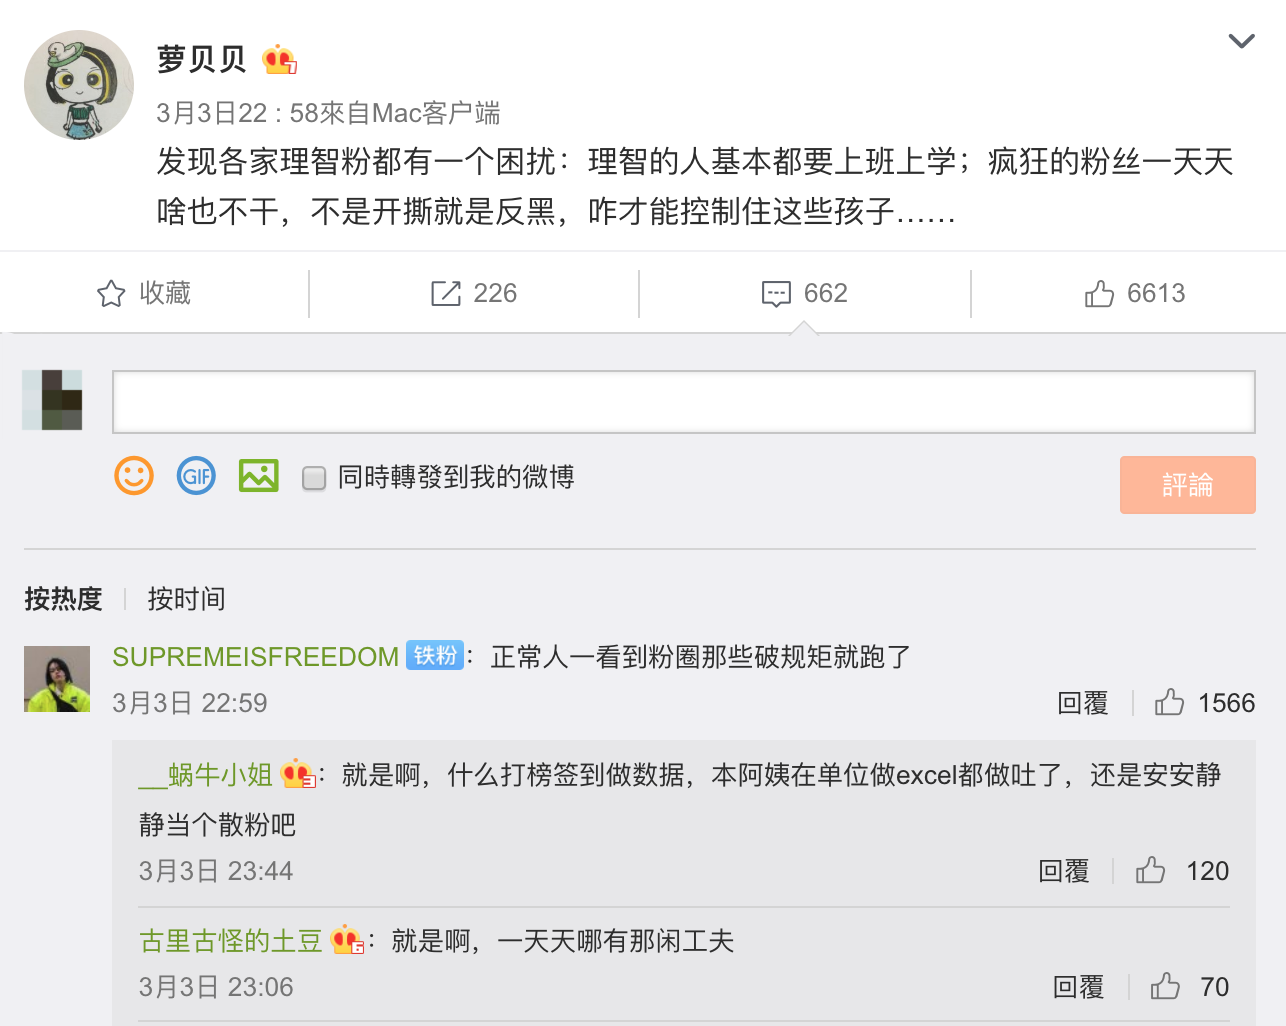 萝贝贝 7
3月3日22：58來自Mac客户端
发现各家理智粉都有一个困扰：理智的人基本都要上班上学；疯狂的粉丝一天天
啥也不干，不是开撕就是反黑，咋才能控制住这些孩子……
收藏 226 662 6613
GIF 同時轉發到我的微博 評論
按热度 按时间
SUPREMEISFREEDOM 铁粉：正常人一看到粉圈那些破规矩就跑了
3月3日 22:59 回覆 1566
__蜗牛小姐 3：就是啊，什么打榜签到做数据，本阿姨在单位做excel都做吐了，还是安安静
静当个散粉吧
3月3日 23:44 回覆 120
古里古怪的土豆 6：就是啊，一天天哪有那闲工夫
3月3日 23:06 回覆 70